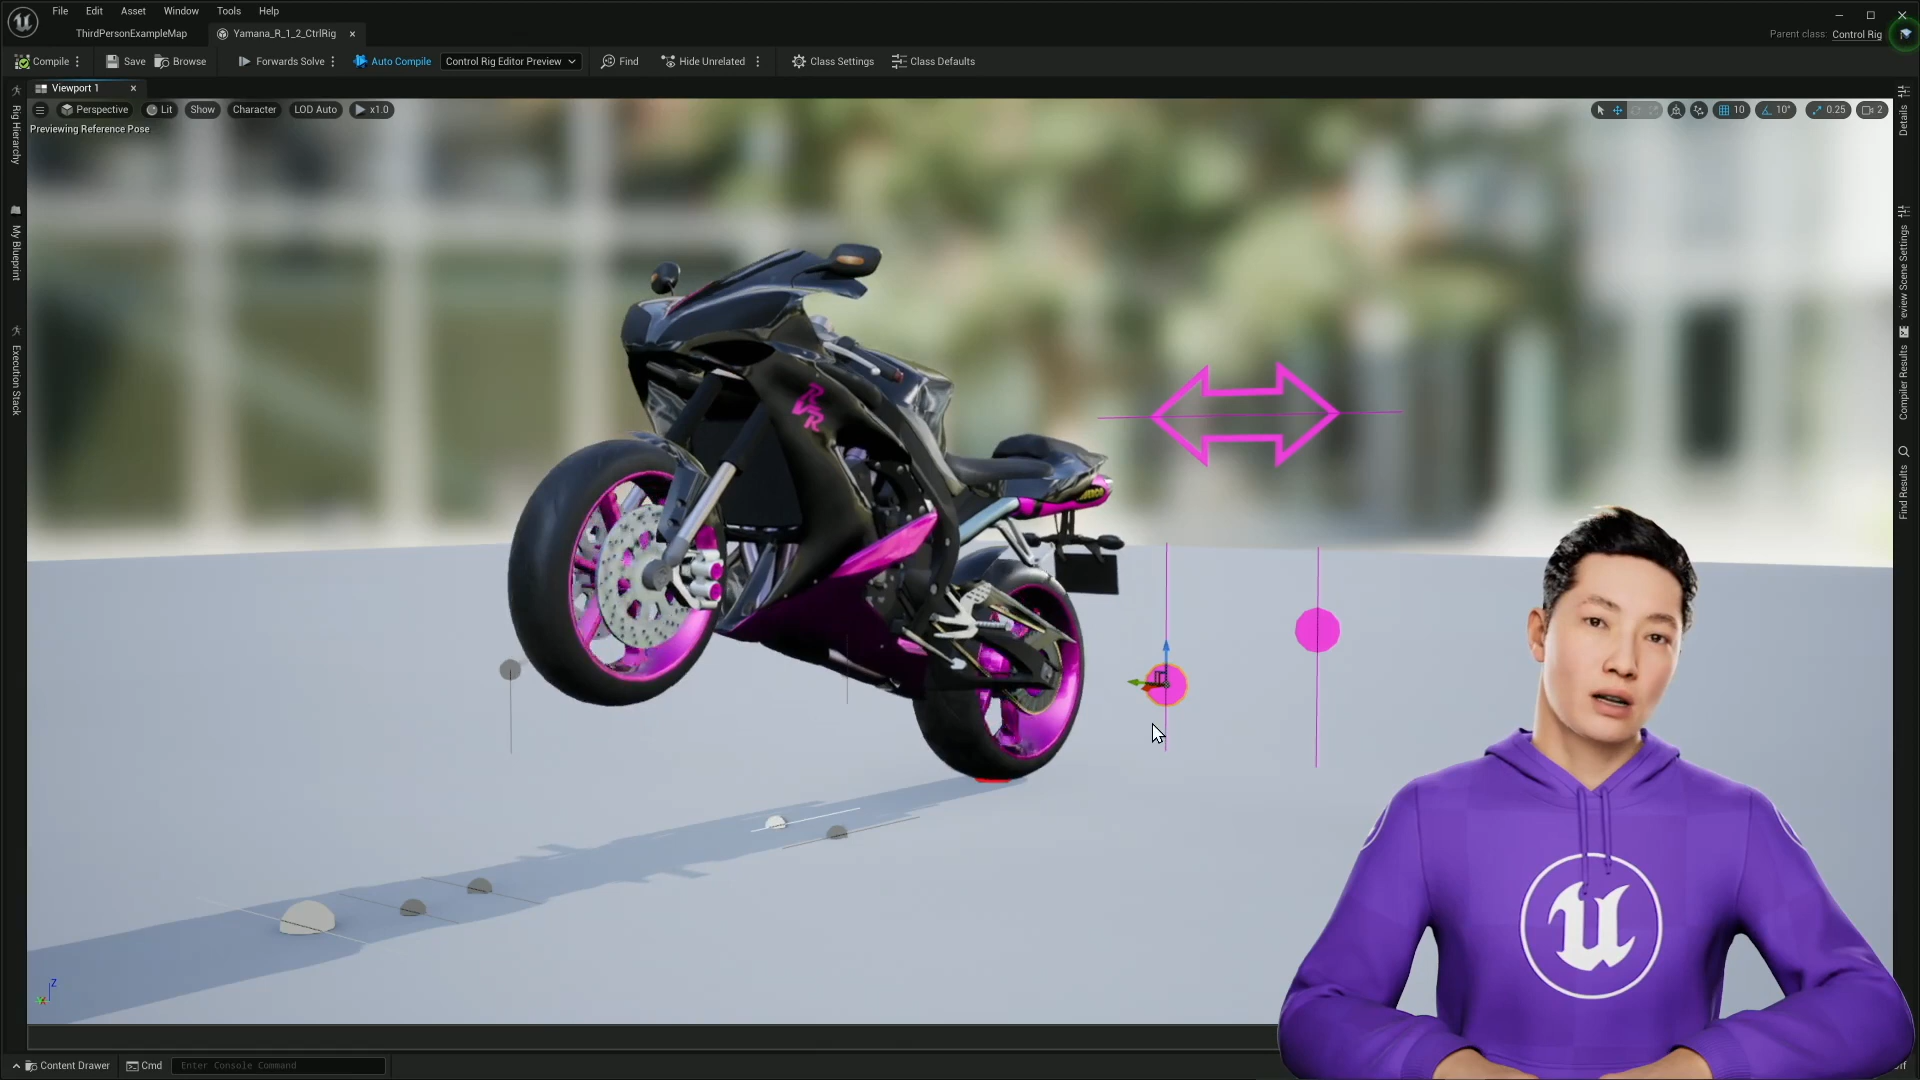 File Edit Asset Window Tools Help
ThirdPersonExampleMap
Yamana_R_1_2_CtrlRig
Parent class: Control Rig
Compile
Save
Browse
Forwards Solve
Auto Compile
Control Rig Editor Preview
Find
Hide Unrelated
Class Settings
Class Defaults
Viewport 1
Perspective
Lit
Show
Character
LOD Auto
x1.0
10
10°
0.25
2
Previewing Reference Pose
Rig Hierarchy
My Blueprint
Execution Stack
Details
eview Scene Settings
Compiler Results
Find Results
Z
Content Drawer
Cmd
Enter Console Command